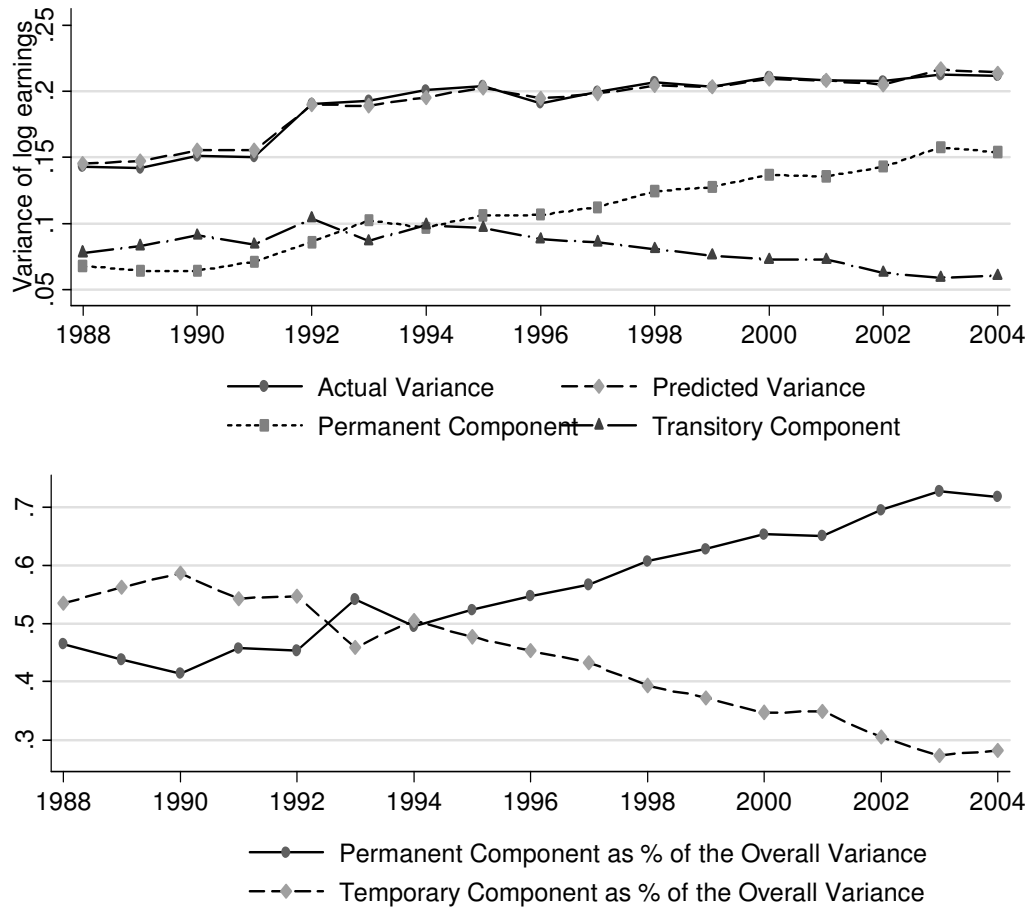 Variance of log earnings
.25
.2
.15
.1
.05
1988 1990 1992 1994 1996 1998 2000 2002 2004
Actual Variance Predicted Variance
Permanent Component Transitory Component
.7
.6
.5
.4
.3
1988 1990 1992 1994 1996 1998 2000 2002 2004
Permanent Component as % of the Overall Variance
Temporary Component as % of the Overall Variance